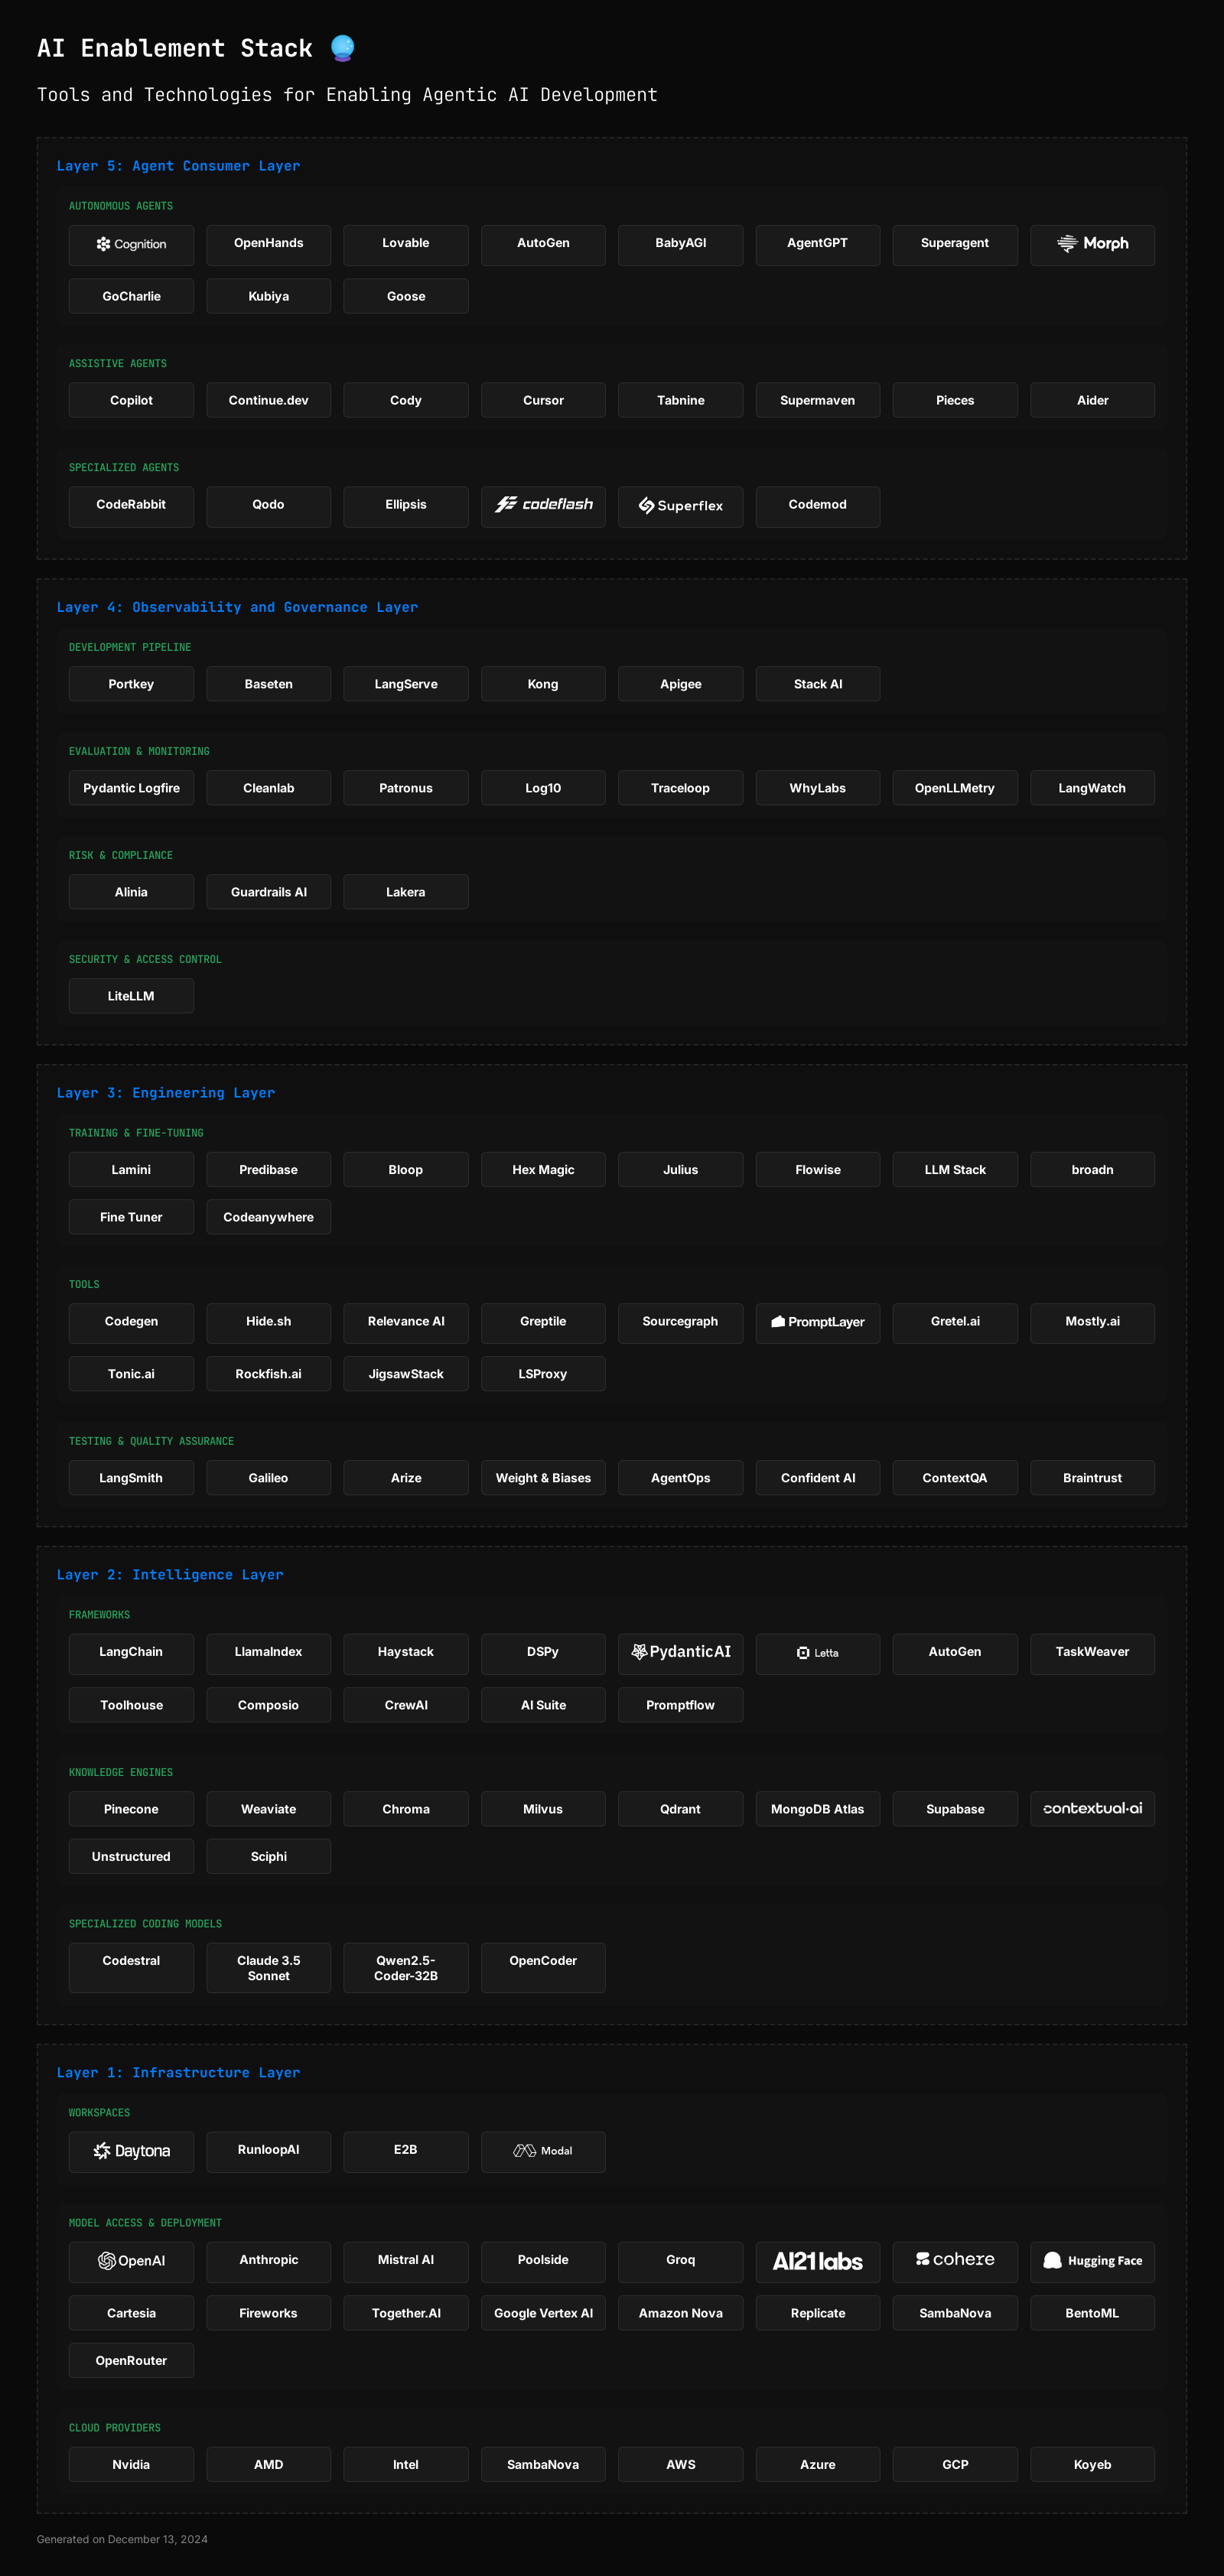 AI Enablement Stack
Tools and Technologies for Enabling Agentic AI Development
Layer 5: Agent Consumer Layer
AUTONOMOUS AGENTS
Cognition OpenHands Lovable AutoGen BabyAGI AgentGPT Superagent Morph
GoCharlie Kubiya Goose
ASSISTIVE AGENTS
Copilot Continue.dev Cody Cursor Tabnine Supermaven Pieces Aider
SPECIALIZED AGENTS
CodeRabbit Qodo Ellipsis codeflash Superflex Codemod
Layer 4: Observability and Governance Layer
DEVELOPMENT PIPELINE
Portkey Baseten LangServe Kong Apigee Stack AI
EVALUATION & MONITORING
Pydantic Logfire Cleanlab Patronus Log10 Traceloop WhyLabs OpenLLMetry LangWatch
RISK & COMPLIANCE
Alinia Guardrails AI Lakera
SECURITY & ACCESS CONTROL
LiteLLM
Layer 3: Engineering Layer
TRAINING & FINE-TUNING
Lamini Predibase Bloop Hex Magic Julius Flowise LLM Stack broadn
Fine Tuner Codeanywhere
TOOLS
Codegen Hide.sh Relevance AI Greptile Sourcegraph PromptLayer Gretel.ai Mostly.ai
Tonic.ai Rockfish.ai JigsawStack LSProxy
TESTING & QUALITY ASSURANCE
LangSmith Galileo Arize Weight & Biases AgentOps Confident AI ContextQA Braintrust
Layer 2: Intelligence Layer
FRAMEWORKS
LangChain LlamaIndex Haystack DSPy PydanticAI Letta AutoGen TaskWeaver
Toolhouse Composio CrewAI AI Suite Promptflow
KNOWLEDGE ENGINES
Pinecone Weaviate Chroma Milvus Qdrant MongoDB Atlas Supabase contextual·ai
Unstructured Sciphi
SPECIALIZED CODING MODELS
Codestral Claude 3.5 Qwen2.5- OpenCoder
Sonnet Coder-32B
Layer 1: Infrastructure Layer
WORKSPACES
Daytona RunloopAI E2B Modal
MODEL ACCESS & DEPLOYMENT
OpenAI Anthropic Mistral AI Poolside Groq AI21labs cohere Hugging Face
Cartesia Fireworks Together.AI Google Vertex AI Amazon Nova Replicate SambaNova BentoML
OpenRouter
CLOUD PROVIDERS
Nvidia AMD Intel SambaNova AWS Azure GCP Koyeb
Generated on December 13, 2024